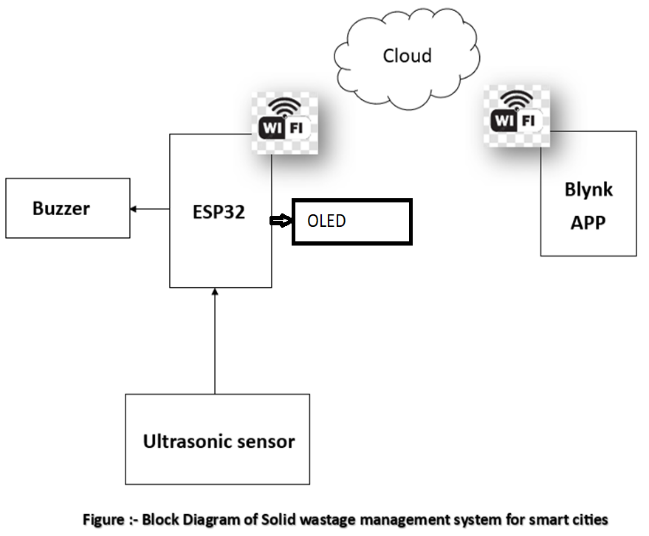 Cloud
WI FI
WI FI
Blynk
APP
Buzzer
ESP32
OLED
Ultrasonic sensor
Figure :- Block Diagram of Solid wastage management system for smart cities